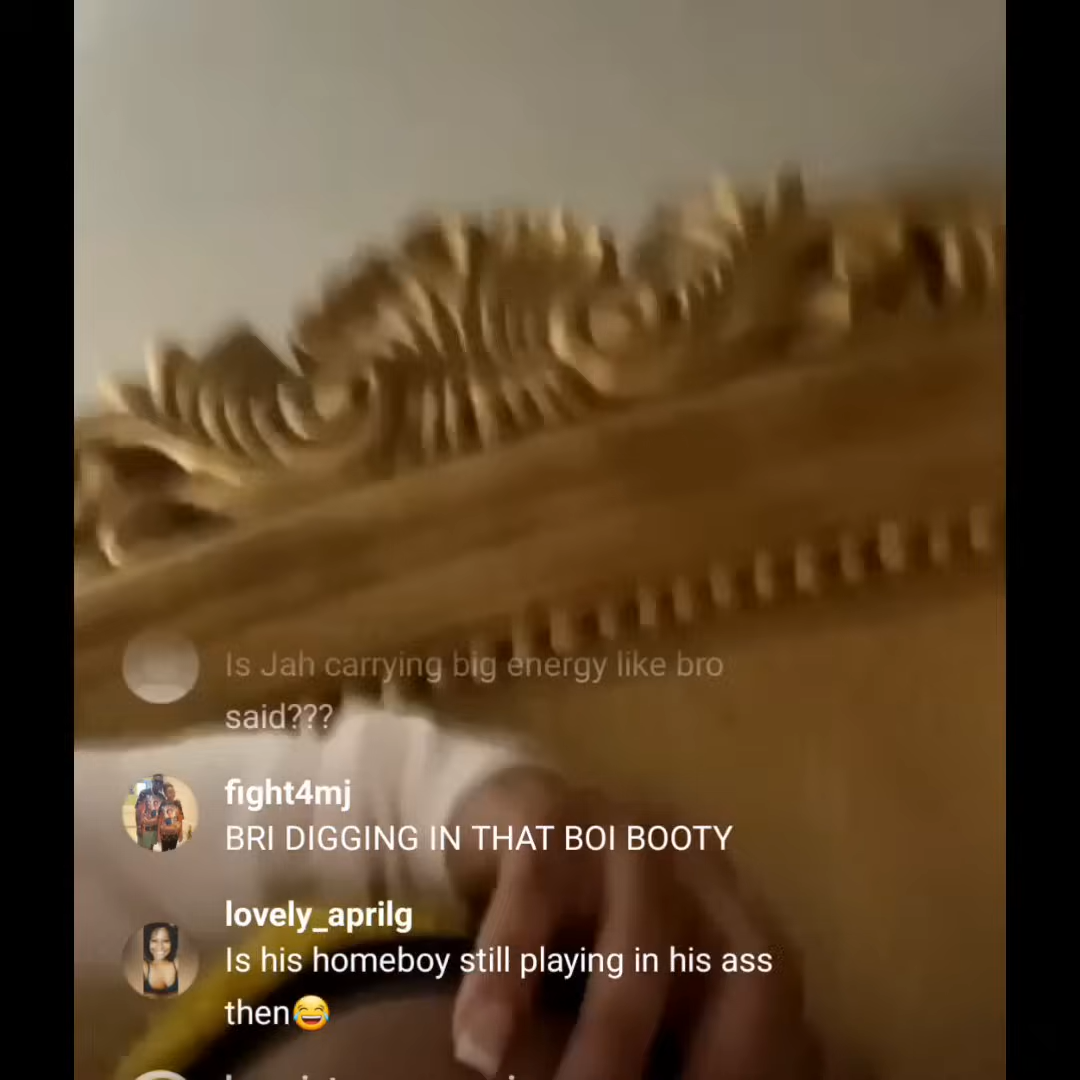 Is Jah carrying big energy like bro
said???
fight4mj
BRI DIGGING IN THAT BOI BOOTY
lovely_aprilg
Is his homeboy still playing in his ass
then😂